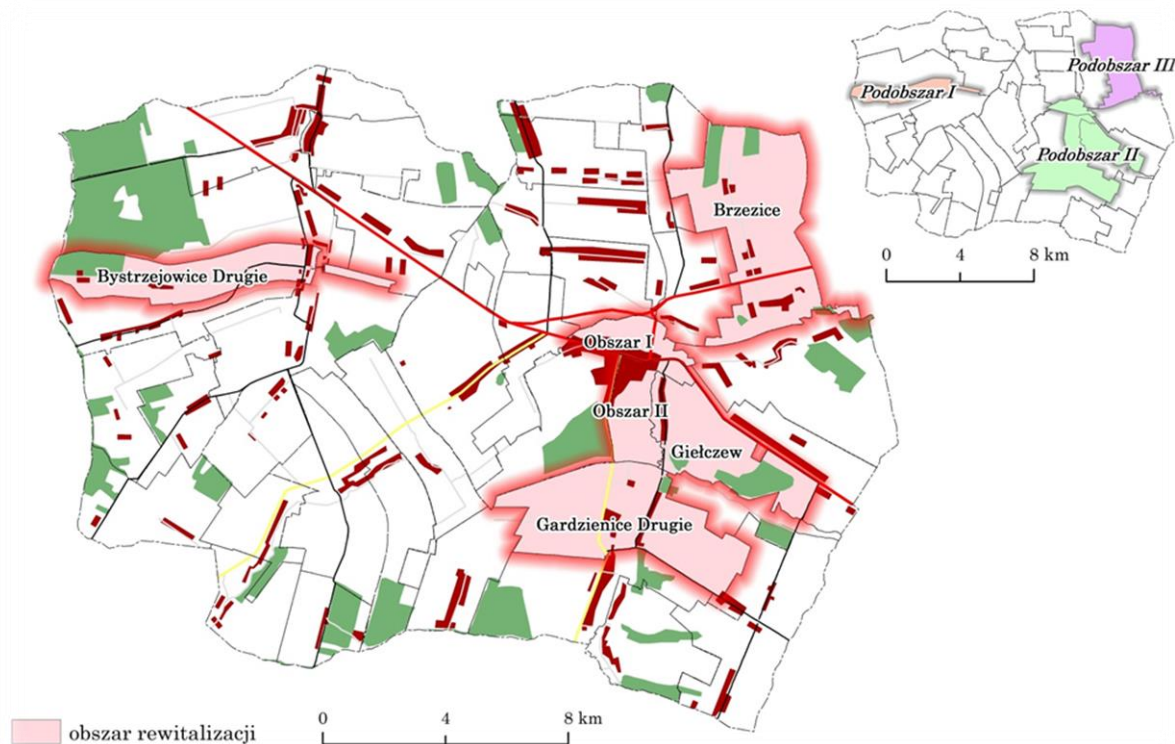 Podobszar III
Podobszar I
Podobszar II
0 4 8 km
Brzezice
Bystrzejowice Drugie
Obszar I
Obszar II
Giełczew
Gardzienice Drugie
obszar rewitalizacji
0 4 8 km